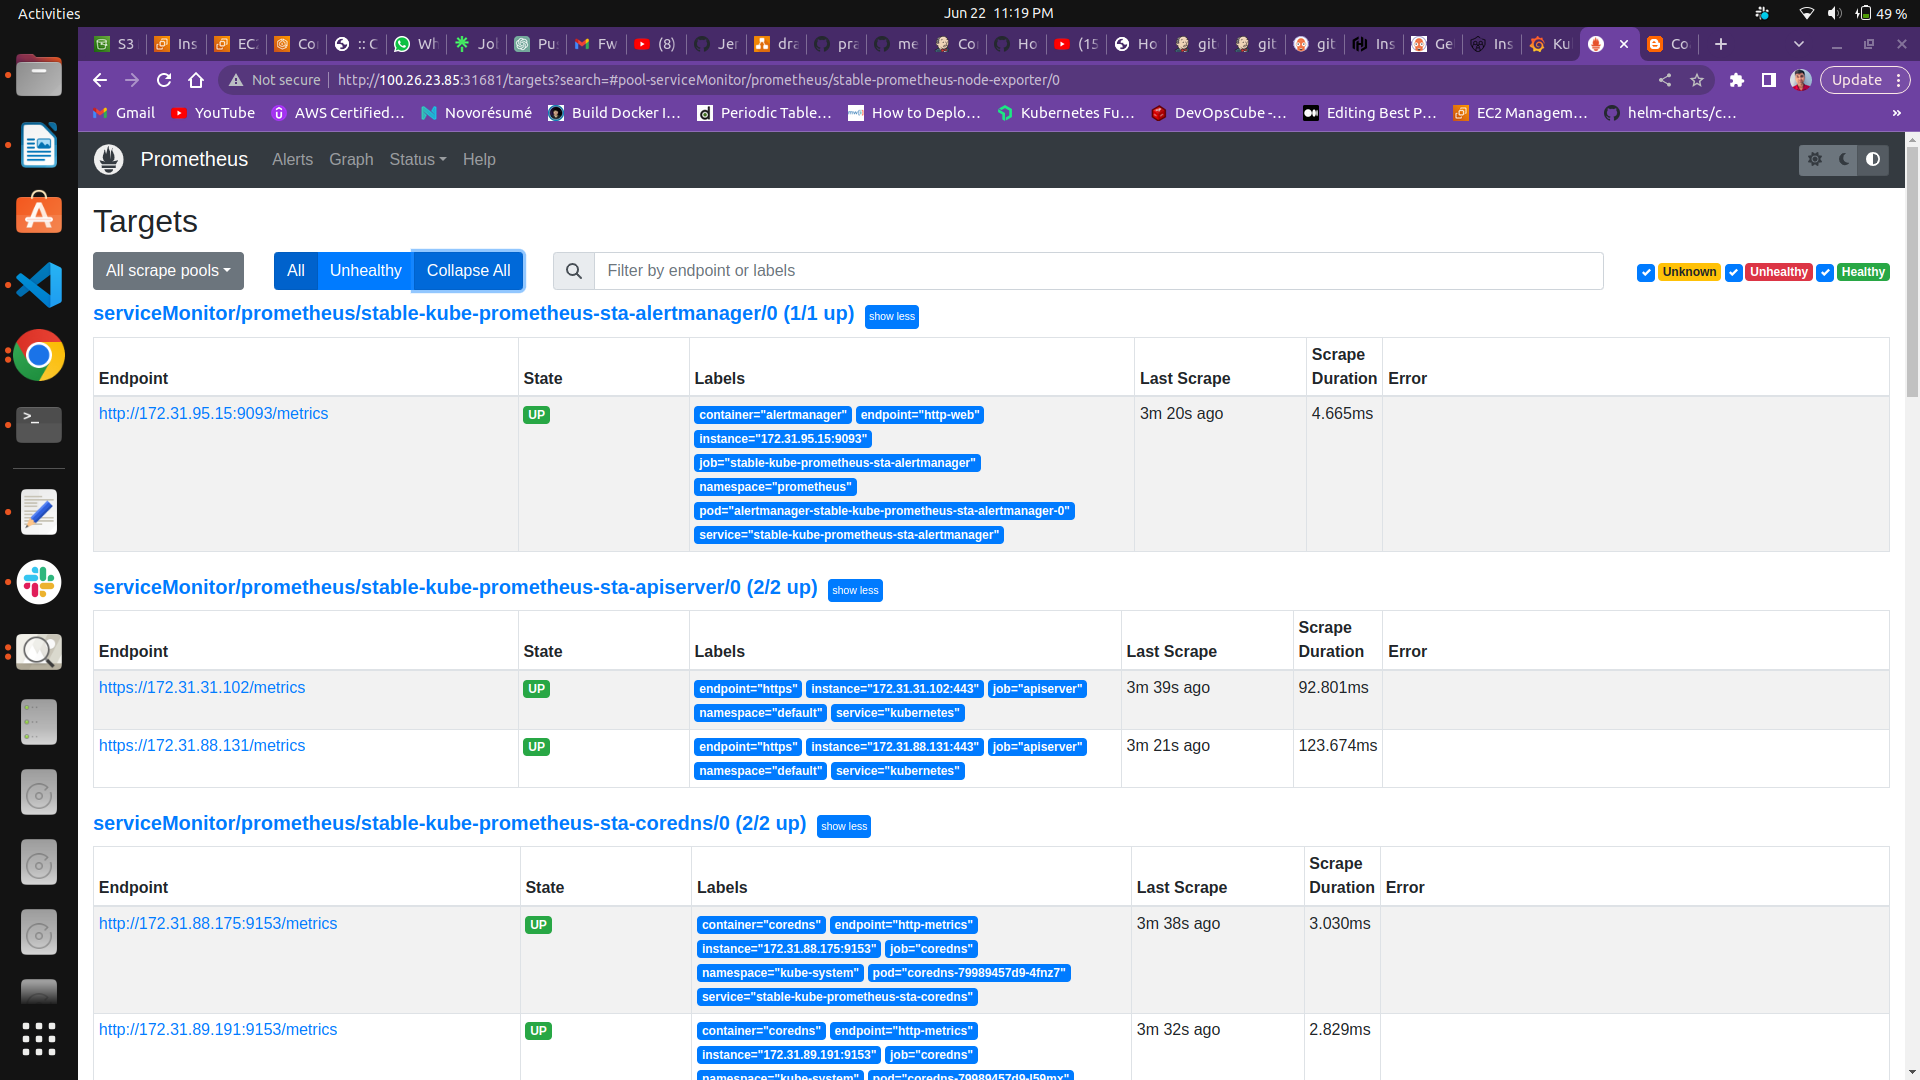 Activities
Jun 22 11:19 PM
49 %
S3
Ins
EC2
Co
:: C
Wh
Jol
Pu
Fw
(8)
Jer
dra
pra
me
Co
Ho
(15
Ho
git
git
git
Ins
Ge
Ins
Ku
Co
Not secure
http://100.26.23.85:31681/targets?search=#pool-serviceMonitor/prometheus/stable-prometheus-node-exporter/0
Update
Gmail YouTube AWS Certified… Novorésumé Build Docker I… Periodic Table… How to Deplo… Kubernetes Fu… DevOpsCube -… Editing Best P… EC2 Managem… helm-charts/c… »
Prometheus Alerts Graph Status Help
Targets
All scrape pools All Unhealthy Collapse All Filter by endpoint or labels Unknown Unhealthy Healthy
serviceMonitor/prometheus/stable-kube-prometheus-sta-alertmanager/0 (1/1 up) show less
Endpoint State Labels Last Scrape Scrape Duration Error
http://172.31.95.15:9093/metrics UP container="alertmanager" endpoint="http-web" 3m 20s ago 4.665ms
instance="172.31.95.15:9093"
job="stable-kube-prometheus-sta-alertmanager"
namespace="prometheus"
pod="alertmanager-stable-kube-prometheus-sta-alertmanager-0"
service="stable-kube-prometheus-sta-alertmanager"
serviceMonitor/prometheus/stable-kube-prometheus-sta-apiserver/0 (2/2 up) show less
Endpoint State Labels Last Scrape Scrape Duration Error
https://172.31.31.102/metrics UP endpoint="https" instance="172.31.31.102:443" job="apiserver" 3m 39s ago 92.801ms
namespace="default" service="kubernetes"
https://172.31.88.131/metrics UP endpoint="https" instance="172.31.88.131:443" job="apiserver" 3m 21s ago 123.674ms
namespace="default" service="kubernetes"
serviceMonitor/prometheus/stable-kube-prometheus-sta-coredns/0 (2/2 up) show less
Endpoint State Labels Last Scrape Scrape Duration Error
http://172.31.88.175:9153/metrics UP container="coredns" endpoint="http-metrics" 3m 38s ago 3.030ms
instance="172.31.88.175:9153" job="coredns"
namespace="kube-system" pod="coredns-79989457d9-4fnz7"
service="stable-kube-prometheus-sta-coredns"
http://172.31.89.191:9153/metrics UP container="coredns" endpoint="http-metrics" 3m 32s ago 2.829ms
instance="172.31.89.191:9153" job="coredns"
namespace="kube-system" pod="coredns-79989457d9-l59mx"